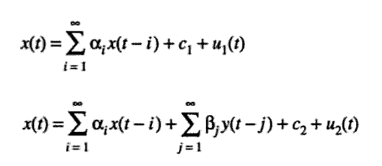 x(t) = ∑_{i=1}^{∞} α_i x(t − i) + c_1 + u_1(t)
x(t) = ∑_{i=1}^{∞} α_i x(t − i) + ∑_{j=1}^{∞} β_j y(t − j) + c_2 + u_2(t)